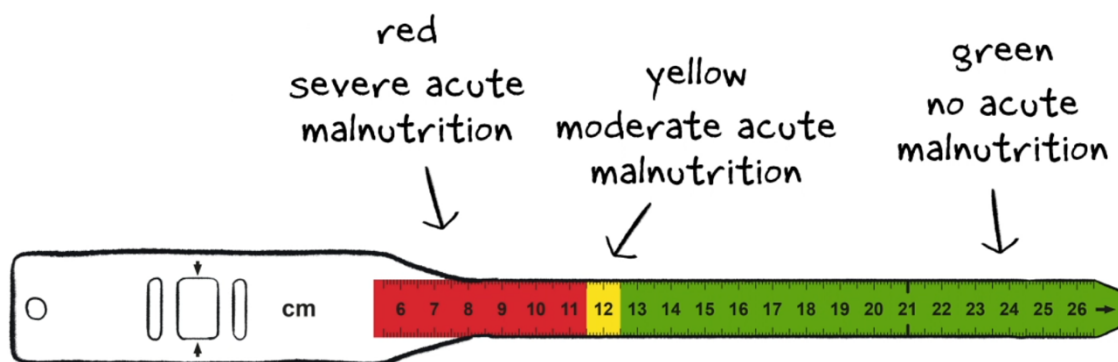 red
severe acute
malnutrition
yellow
moderate acute
malnutrition
green
no acute
malnutrition
cm 6 7 8 9 10 11 12 13 14 15 16 17 18 19 20 21 22 23 24 25 26